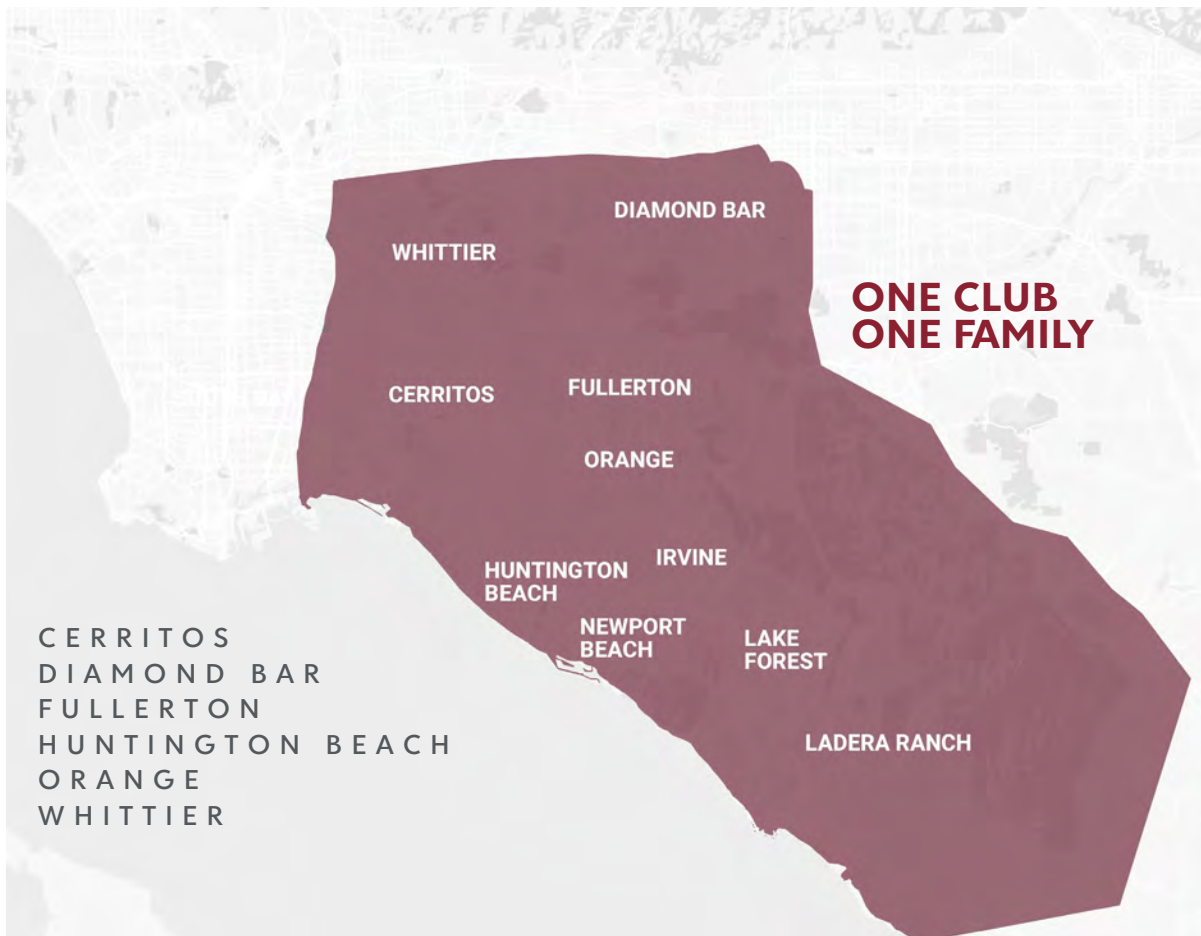 DIAMOND BAR
WHITTIER
ONE CLUB
ONE FAMILY
CERRITOS
FULLERTON
ORANGE
IRVINE
HUNTINGTON
BEACH
NEWPORT
BEACH
LAKE
FOREST
LADERA RANCH
CERRITOS
DIAMOND BAR
FULLERTON
HUNTINGTON BEACH
ORANGE
WHITTIER